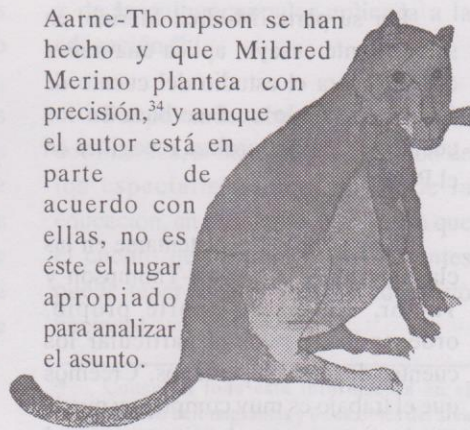 Aarne-Thompson se han
hecho y que Mildred
Merino plantea con
precisión,³⁴ y aunque
el autor está en
parte de
acuerdo con
ellas, no es
éste el lugar
apropiado
para analizar
el asunto.